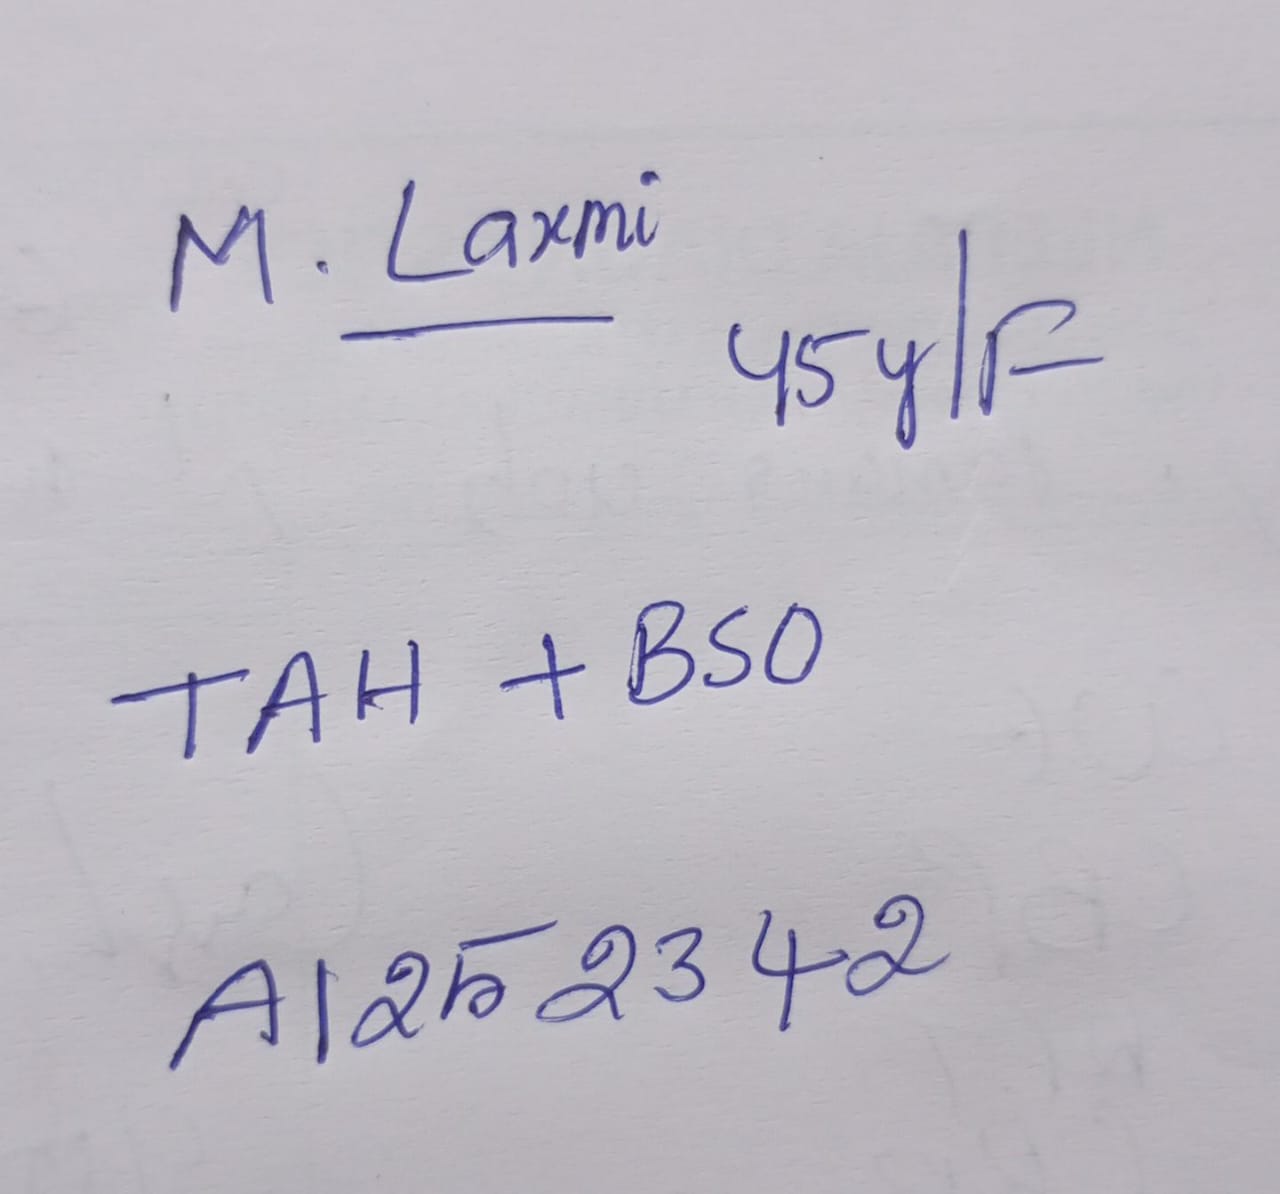 M. Laxmi
45y/F
TAH + BSO
A1252342